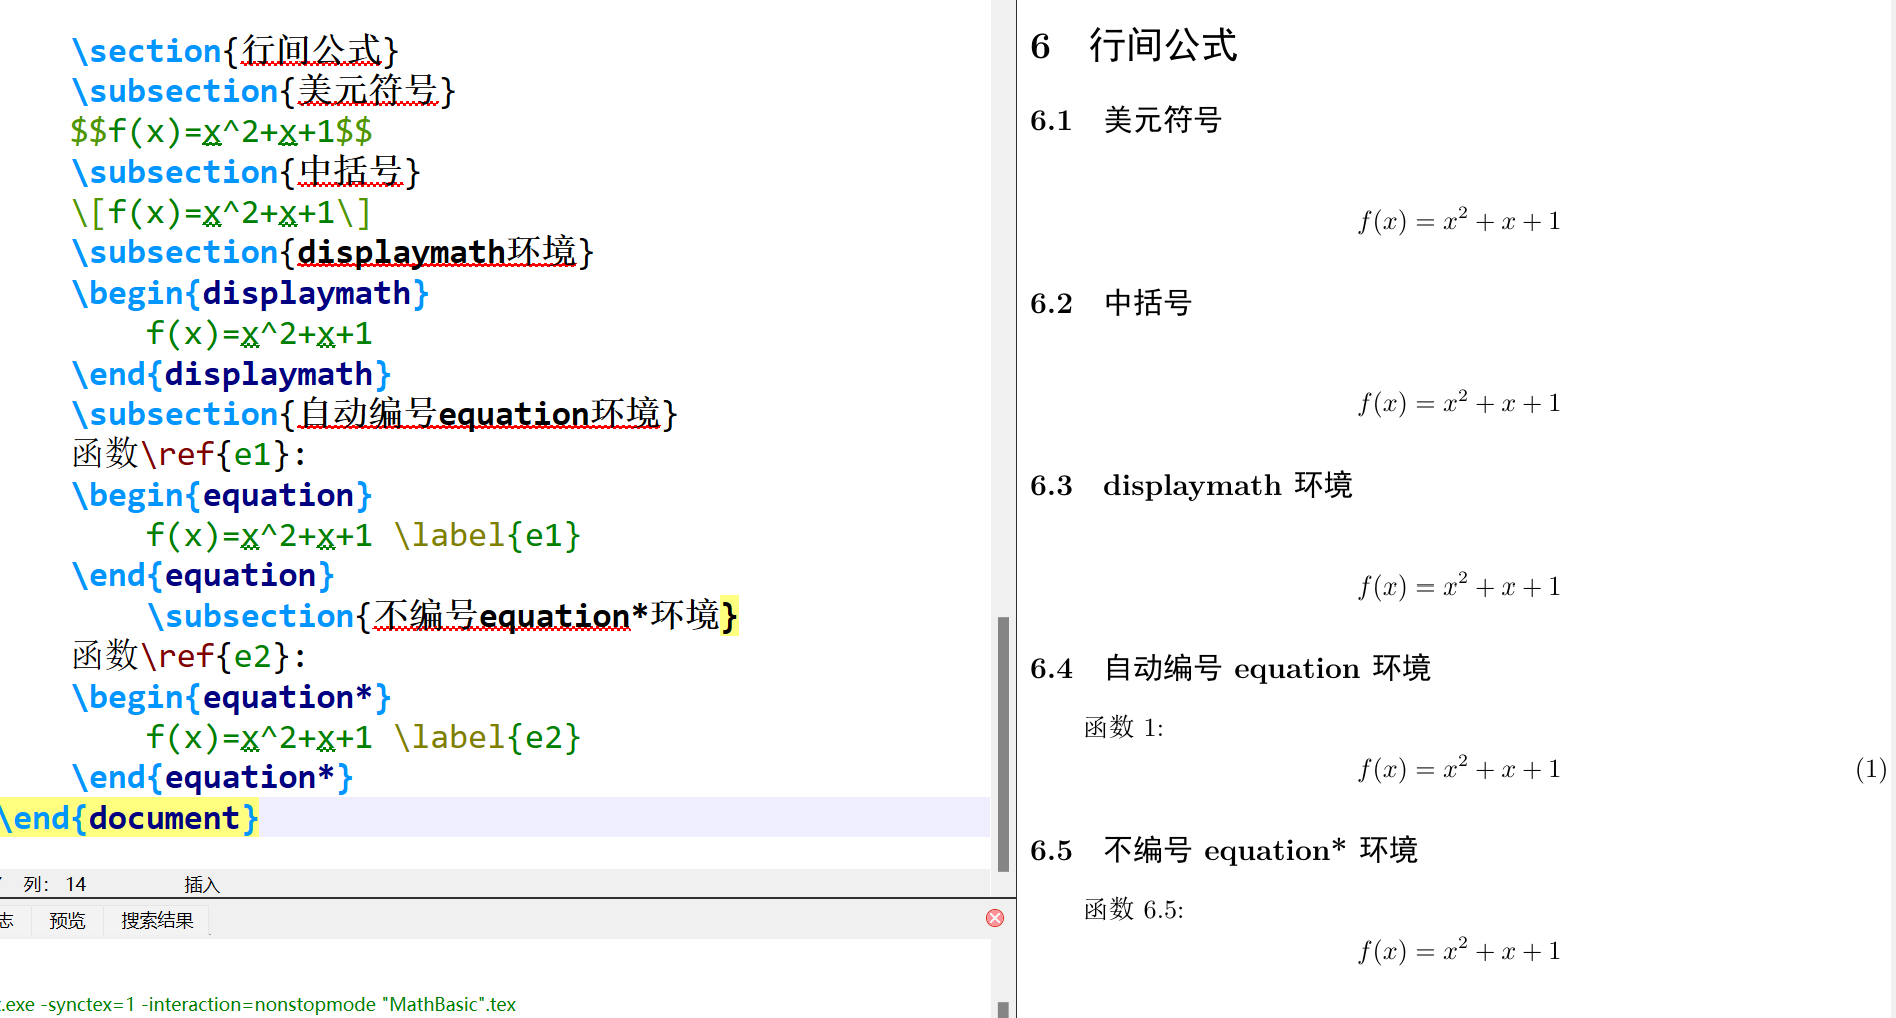 \section{行间公式}
\subsection{美元符号}
$$f(x)=x^2+x+1$$
\subsection{中括号}
\[f(x)=x^2+x+1\]
\subsection{displaymath环境}
\begin{displaymath}
f(x)=x^2+x+1
\end{displaymath}
\subsection{自动编号equation环境}
函数\ref{e1}:
\begin{equation}
f(x)=x^2+x+1 \label{e1}
\end{equation}
\subsection{不编号equation*环境}
函数\ref{e2}:
\begin{equation*}
f(x)=x^2+x+1 \label{e2}
\end{equation*}
\end{document}
列: 14 插入
志 预览 搜索结果
.exe -synctex=1 -interaction=nonstopmode "MathBasic".tex
6 行间公式
6.1 美元符号
f(x) = x² + x + 1
6.2 中括号
f(x) = x² + x + 1
6.3 displaymath 环境
f(x) = x² + x + 1
6.4 自动编号 equation 环境
函数 1:
f(x) = x² + x + 1 (1)
6.5 不编号 equation* 环境
函数 6.5:
f(x) = x² + x + 1